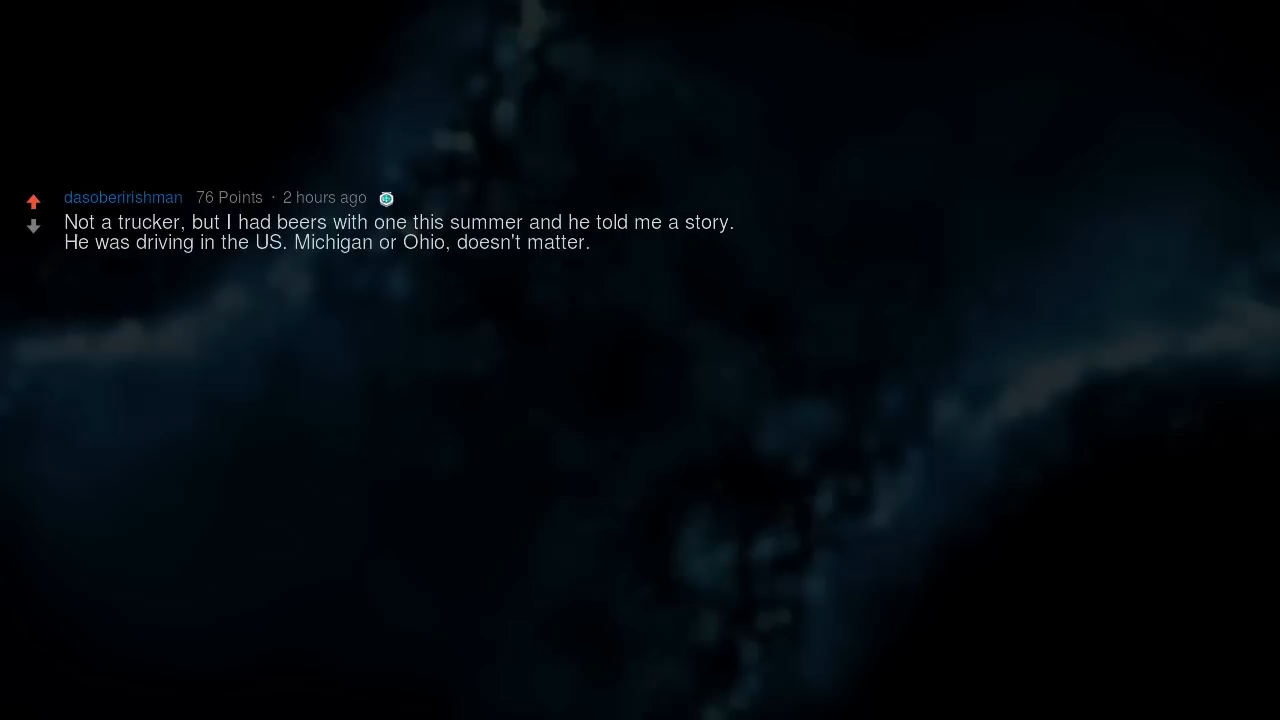 dasoberirishman 76 Points · 2 hours ago
Not a trucker, but I had beers with one this summer and he told me a story.
He was driving in the US. Michigan or Ohio, doesn't matter.